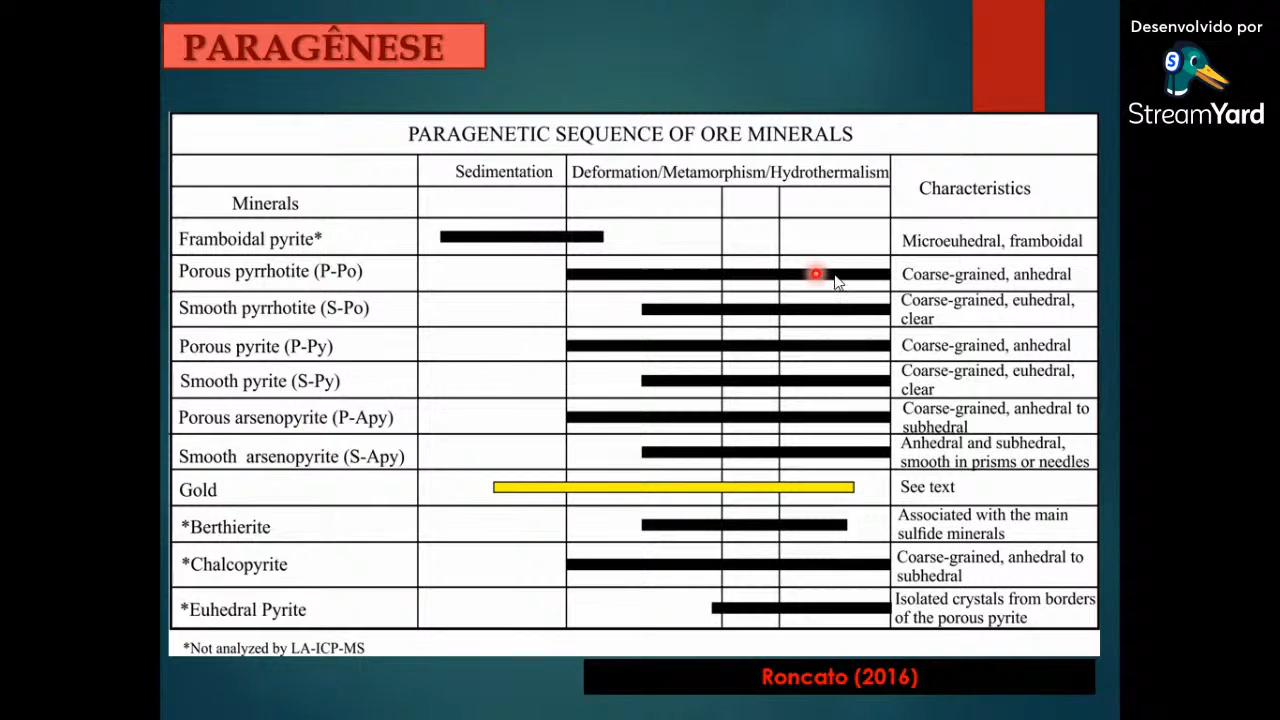 PARAGÊNESE
Desenvolvido por
StreamYard
PARAGENETIC SEQUENCE OF ORE MINERALS
Sedimentation
Deformation/Metamorphism/Hydrothermalism
Characteristics
Minerals
Framboidal pyrite*
Microeuhedral, framboidal
Porous pyrrhotite (P-Po)
Coarse-grained, anhedral
Smooth pyrrhotite (S-Po)
Coarse-grained, euhedral,
clear
Porous pyrite (P-Py)
Coarse-grained, anhedral
Smooth pyrite (S-Py)
Coarse-grained, euhedral,
clear
Porous arsenopyrite (P-Apy)
Coarse-grained, anhedral to
subhedral
Smooth arsenopyrite (S-Apy)
Anhedral and subhedral,
smooth in prisms or needles
Gold
See text
*Berthierite
Associated with the main
sulfide minerals
*Chalcopyrite
Coarse-grained, anhedral to
subhedral
*Euhedral Pyrite
Isolated crystals from borders
of the porous pyrite
*Not analyzed by LA-ICP-MS
Roncato (2016)